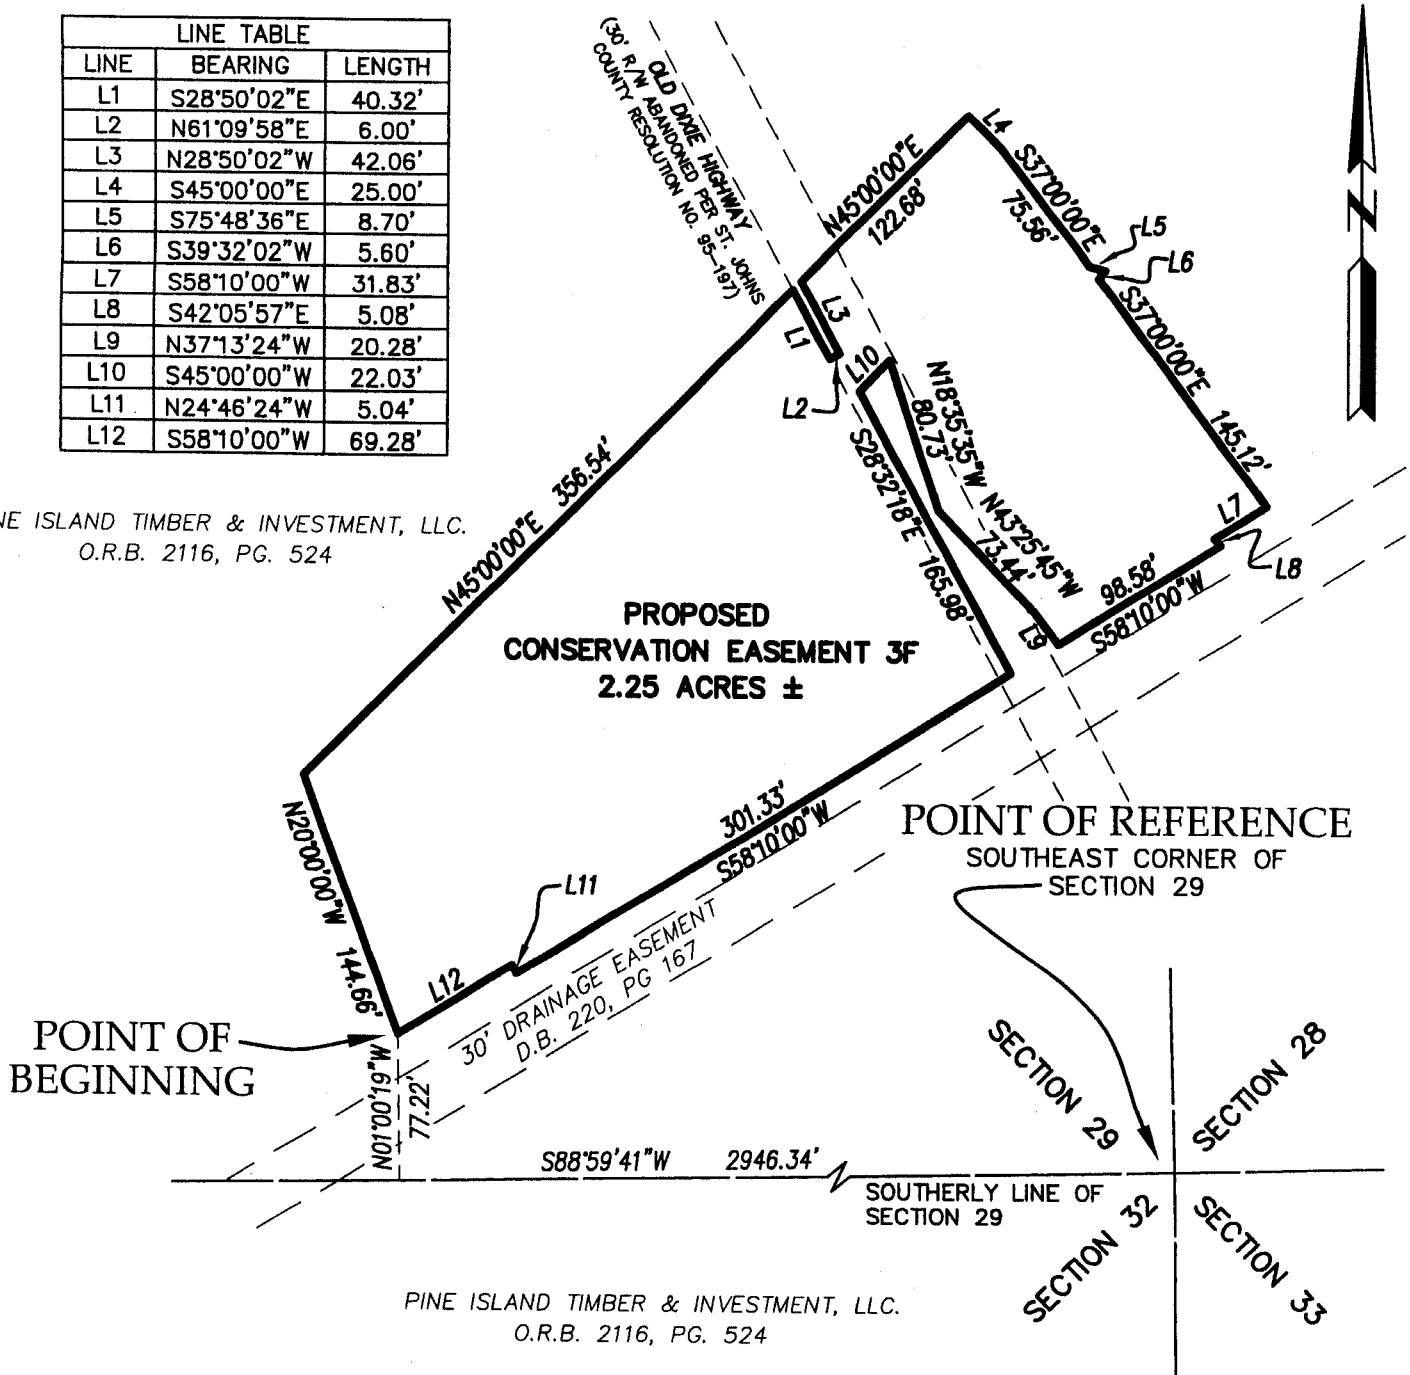 LINE TABLE
LINE BEARING LENGTH
L1 S28°50'02"E 40.32'
L2 N61°09'58"E 6.00'
L3 N28°50'02"W 42.06'
L4 S45°00'00"E 25.00'
L5 S75°48'36"E 8.70'
L6 S39°32'02"W 5.60'
L7 S58°10'00"W 31.83'
L8 S42°05'57"E 5.08'
L9 N37°13'24"W 20.28'
L10 S45°00'00"W 22.03'
L11 N24°46'24"W 5.04'
L12 S58°10'00"W 69.28'
OLD DIXIE HIGHWAY
(30' R/W ABANDONED PER ST. JOHNS
COUNTY RESOLUTION NO. 95-197)
N45°00'00"E
122.68'
L4
S37°00'00"E
75.56'
L5
L6
N
S37°00'00"E 145.12'
L3
L1
L2
L10
N18°35'35"W
80.73'
N43°25'45"W
73.44'
S28°32'18"E 165.98'
L7
L8
98.58'
S58°10'00"W
L9
N45°00'00"E 356.54'
NE ISLAND TIMBER & INVESTMENT, LLC.
O.R.B. 2116, PG. 524
PROPOSED
CONSERVATION EASEMENT 3F
2.25 ACRES ±
301.33'
S58°10'00"W
N20°00'00"W 144.66'
L11
L12
30' DRAINAGE EASEMENT
D.B. 220, PG 167
POINT OF REFERENCE
SOUTHEAST CORNER OF
SECTION 29
POINT OF
BEGINNING
N01°00'19"W
77.22'
S88°59'41"W 2946.34'
SOUTHERLY LINE OF
SECTION 29
SECTION 29
SECTION 28
SECTION 32
SECTION 33
PINE ISLAND TIMBER & INVESTMENT, LLC.
O.R.B. 2116, PG. 524